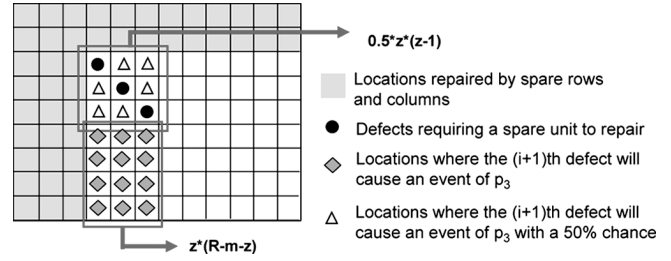 0.5*z*(z-1)
Locations repaired by spare rows
and columns
Defects requiring a spare unit to repair
Locations where the (i+1)th defect will
cause an event of p3
Locations where the (i+1)th defect will
cause an event of p3 with a 50% chance
z*(R-m-z)